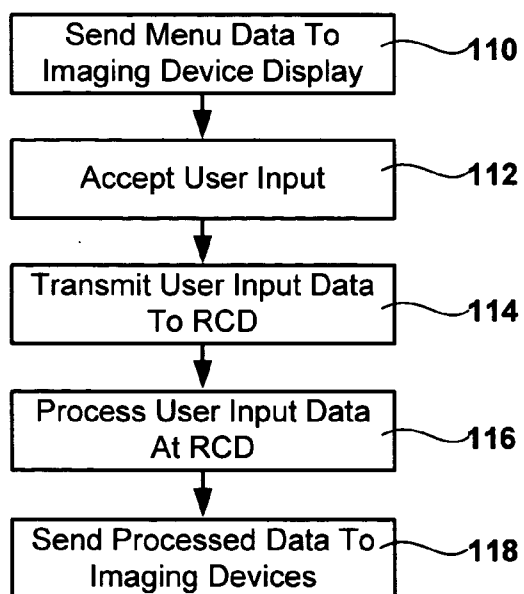 Send Menu Data To
Imaging Device Display
110
Accept User Input
112
Transmit User Input Data
To RCD
114
Process User Input Data
At RCD
116
Send Processed Data To
Imaging Devices
118